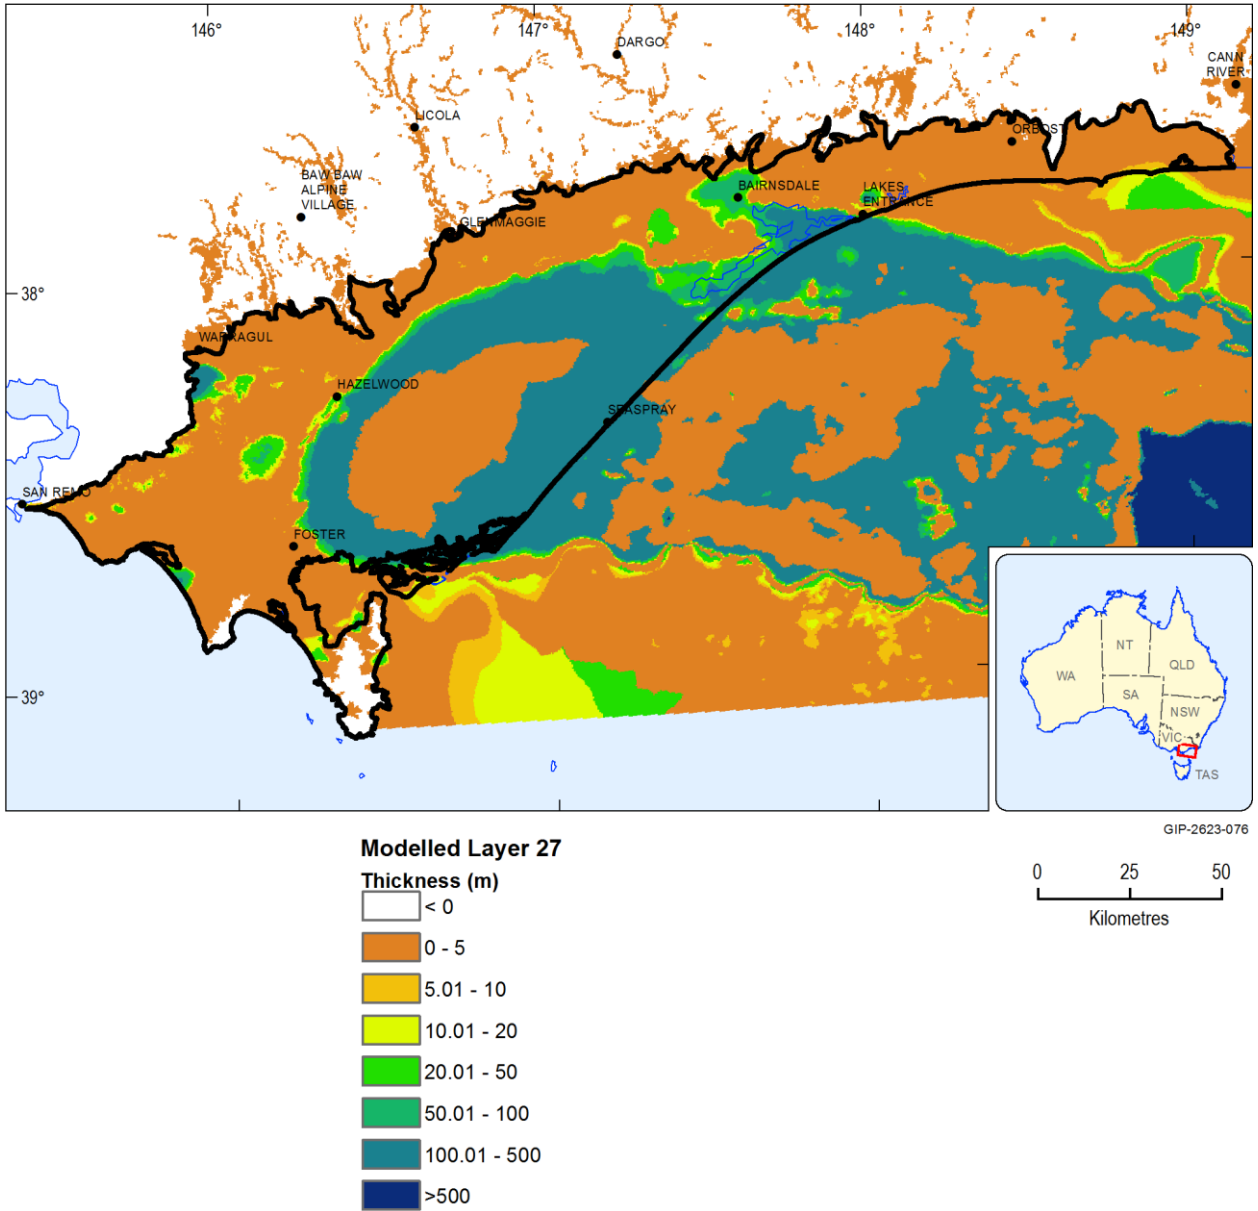 146°
147°
148°
149°
DARGO
CANN
RIVER
LICOLA
ORBOST
BAW BAW
ALPINE
VILLAGE
BAIRNSDALE
LAKES
ENTRANCE
GLENMAGGIE
38°
WARRAGUL
HAZELWOOD
SEASPRAY
SAN REMO
FOSTER
39°
NT
WA
QLD
SA
NSW
VIC
TAS
GIP-2623-076
Modelled Layer 27
Thickness (m)
< 0
0 - 5
5.01 - 10
10.01 - 20
20.01 - 50
50.01 - 100
100.01 - 500
>500
0 25 50
Kilometres